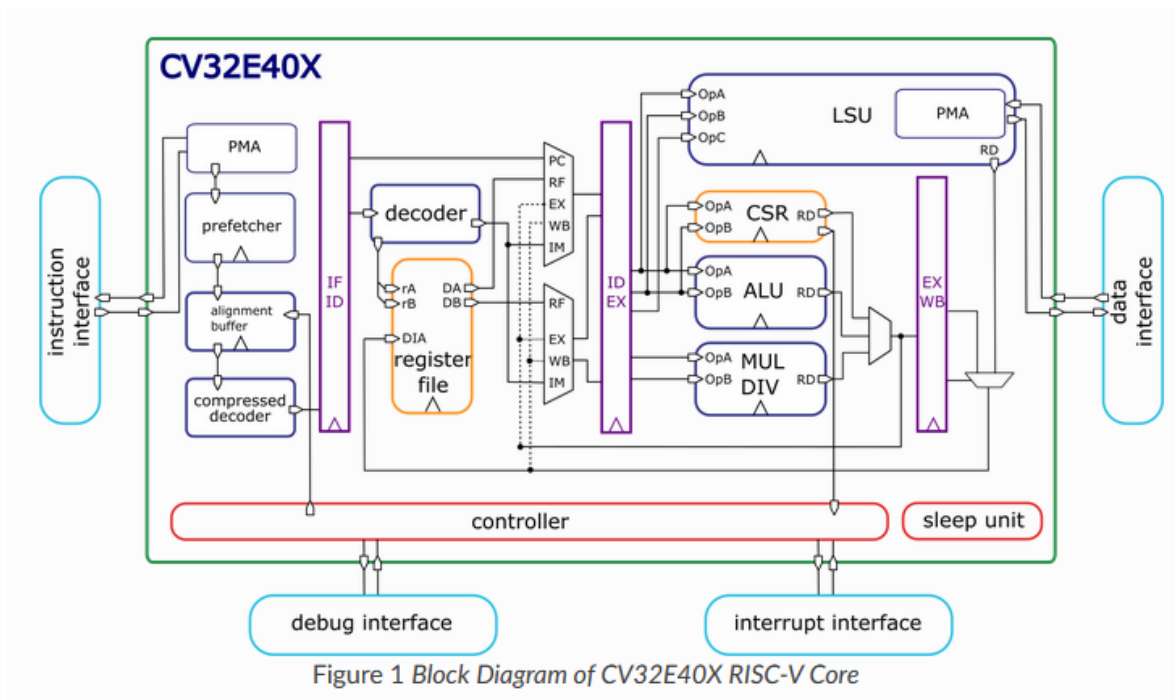 CV32E40X
instruction
interface
PMA
prefetcher
alignment
buffer
compressed
decoder
IF
ID
decoder
rA
rB
DIA
DA
DB
register
file
PC
RF
EX
WB
IM
RF
EX
WB
IM
ID
EX
OpA
OpB
OpC
LSU
PMA
RD
OpA
OpB
CSR
RD
OpA
OpB
ALU
RD
OpA
OpB
MUL
DIV
RD
EX
WB
data
interface
controller
sleep unit
debug interface
interrupt interface
Figure 1 Block Diagram of CV32E40X RISC-V Core